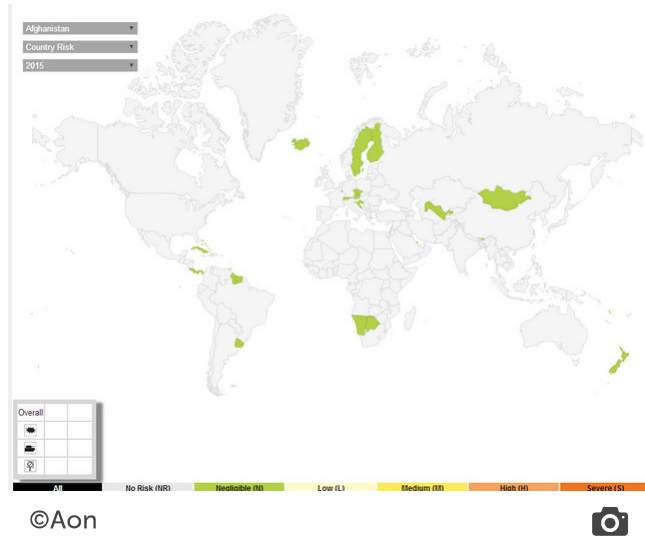 Afghanistan
Country Risk
2015
Overall
All
No Risk (NR)
Negligible (N)
Low (L)
Medium (M)
High (H)
Severe (S)
©Aon